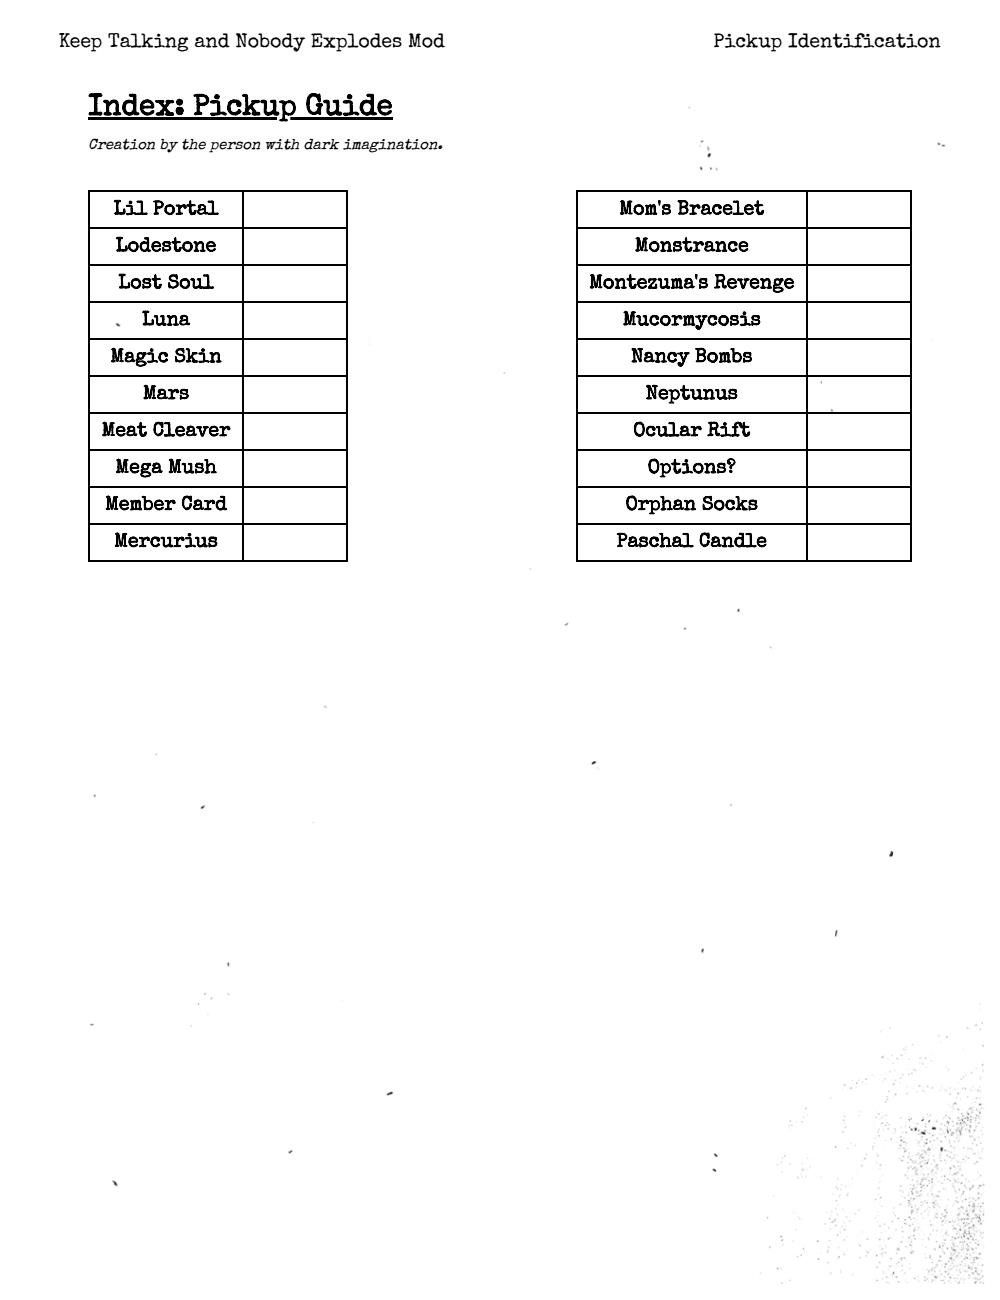 Keep Talking and Nobody Explodes Mod
Pickup Identification
Index: Pickup Guide
Creation by the person with dark imagination.
Lil Portal
Lodestone
Lost Soul
Luna
Magic Skin
Mars
Meat Cleaver
Mega Mush
Member Card
Mercurius
Mom's Bracelet
Monstrance
Montezuma's Revenge
Mucormycosis
Nancy Bombs
Neptunus
Ocular Rift
Options?
Orphan Socks
Paschal Candle